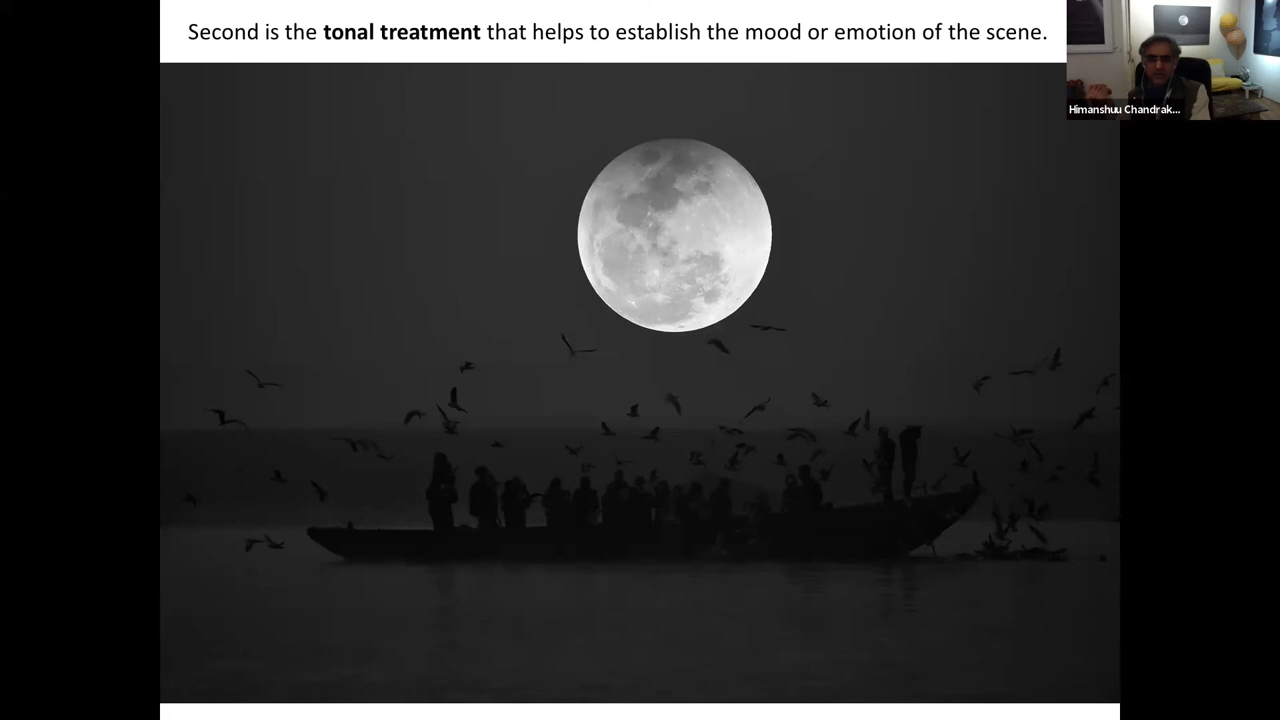 Second is the tonal treatment that helps to establish the mood or emotion of the scene.
Himanshuu Chandrak...